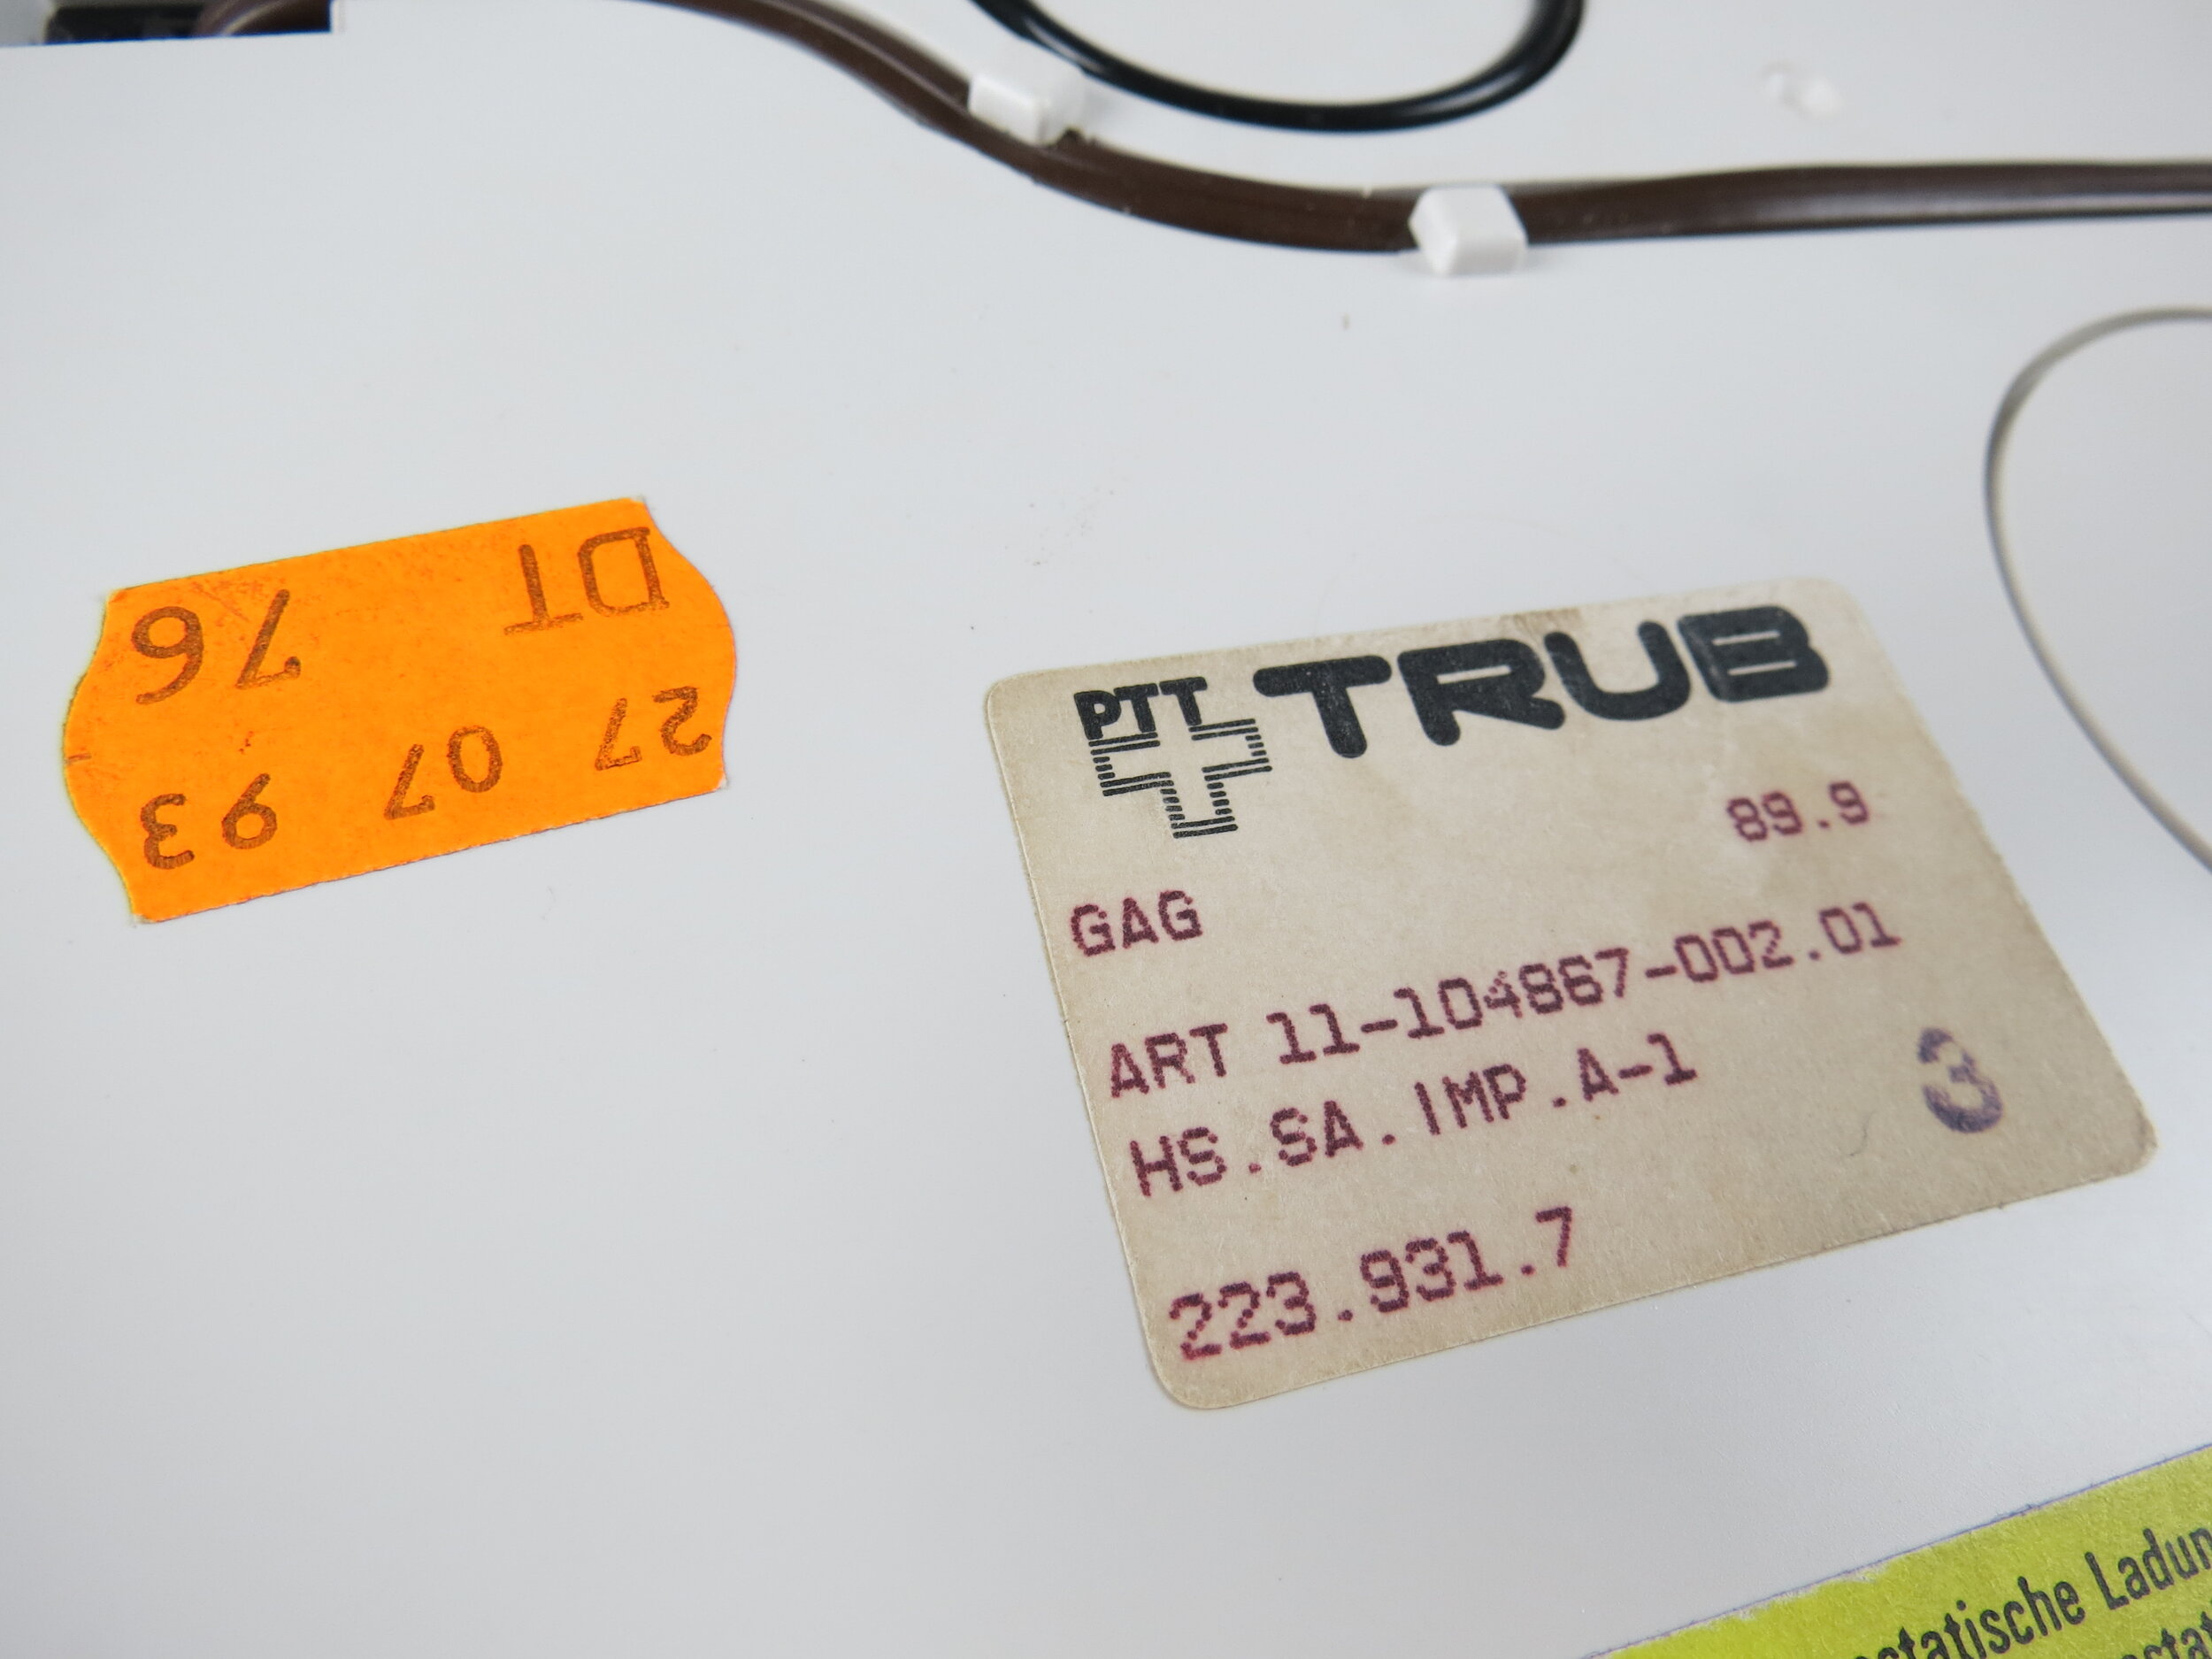 DT 76
27 07 93
PTT TRUB
89.9
GAG
ART 11-104867-002.01
HS.SA.IMP.A-1
3
223.931.7
statische Ladun